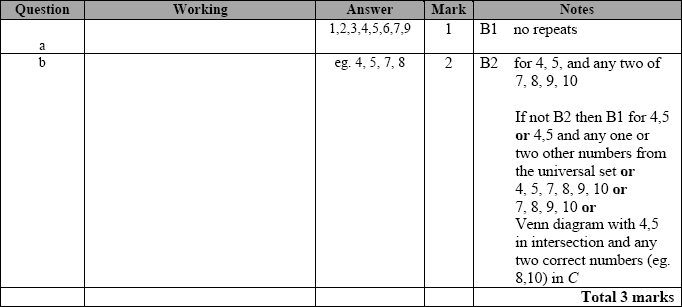 Question Working Answer Mark Notes
a 1,2,3,4,5,6,7,9 1 B1 no repeats
b eg. 4, 5, 7, 8 2 B2 for 4, 5, and any two of
7, 8, 9, 10
If not B2 then B1 for 4,5
or 4,5 and any one or
two other numbers from
the universal set or
4, 5, 7, 8, 9, 10 or
7, 8, 9, 10 or
Venn diagram with 4,5
in intersection and any
two correct numbers (eg.
8,10) in C
Total 3 marks